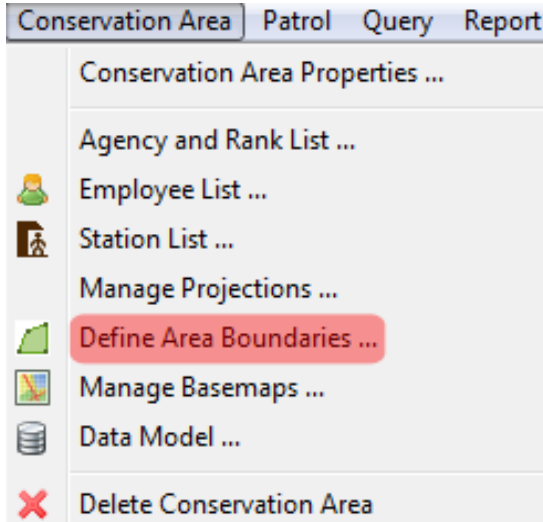 Conservation Area Patrol Query Report
Conservation Area Properties ...
Agency and Rank List ...
Employee List ...
Station List ...
Manage Projections ...
Define Area Boundaries ...
Manage Basemaps ...
Data Model ...
Delete Conservation Area